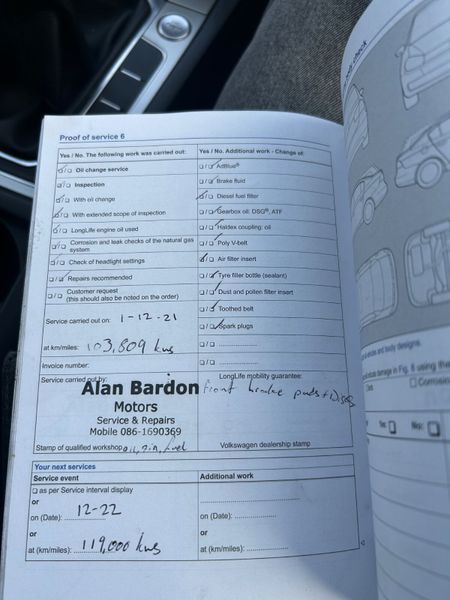 Proof of service 6
Yes / No. The following work was carried out:
☑/☐ Oil change service
☐/☐ Inspection
☐/☐ With oil change
☑/☐ With extended scope of inspection
☑/☐ LongLife engine oil used
☐/☐ Corrosion and leak checks of the natural gas
system
☑/☐ Check of headlight settings
☐/☑ Repairs recommended
☐/☐ Customer request
(this should also be noted on the order)
Service carried out on: 1-12-21
at km/miles: 103,809 kms
Invoice number:
Service carried out by:
Alan Bardon
Motors
Service & Repairs
Mobile 086-1690369
Stamp of qualified workshop
Yes / No. Additional work - Change of:
☐/☑ AdBlue®
☐/☑ Brake fluid
☑/☐ Diesel fuel filter
☐/☑ Gearbox oil: DSG®, ATF
☐/☑ Haldex coupling: oil
☐/☑ Poly V-belt
☑/☐ Air filter insert
☐/☑ Tyre filler bottle (sealant)
☐/☑ Dust and pollen filter insert
☐/☑ Toothed belt
☐/☑ Spark plugs
☐/☐
☐/☐
LongLife mobility guarantee:
front brake pads + Discs
Volkswagen dealership stamp
Your next services
Service event
☐ as per Service interval display
or
on (Date): 12-22
or
at (km/miles): 119,000 kms
Additional work
on (Date):
or
at (km/miles):